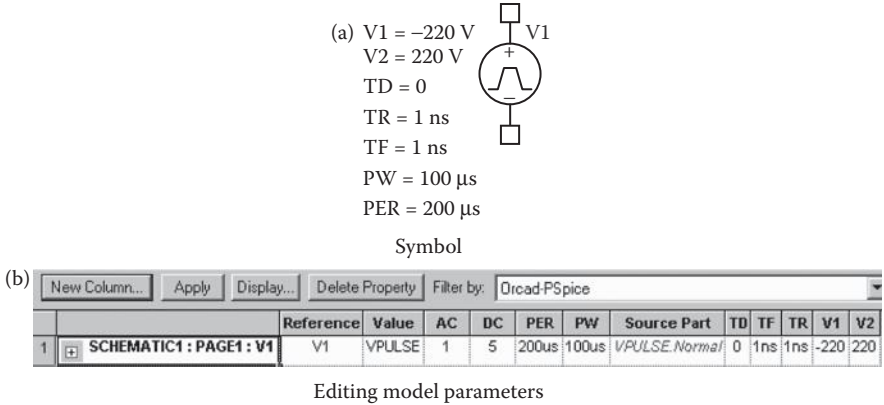 (a) V1 = −220 V
V1
V2 = 220 V
+
TD = 0
−
TR = 1 ns
TF = 1 ns
PW = 100 μs
PER = 200 μs
Symbol
(b) New Column... Apply Display... Delete Property Filter by: Orcad-PSpice
Reference Value AC DC PER PW Source Part TD TF TR V1 V2
1 + SCHEMATIC1 : PAGE1 : V1 V1 VPULSE 1 5 200us 100us VPULSE.Normal 0 1ns 1ns -220 220
Editing model parameters